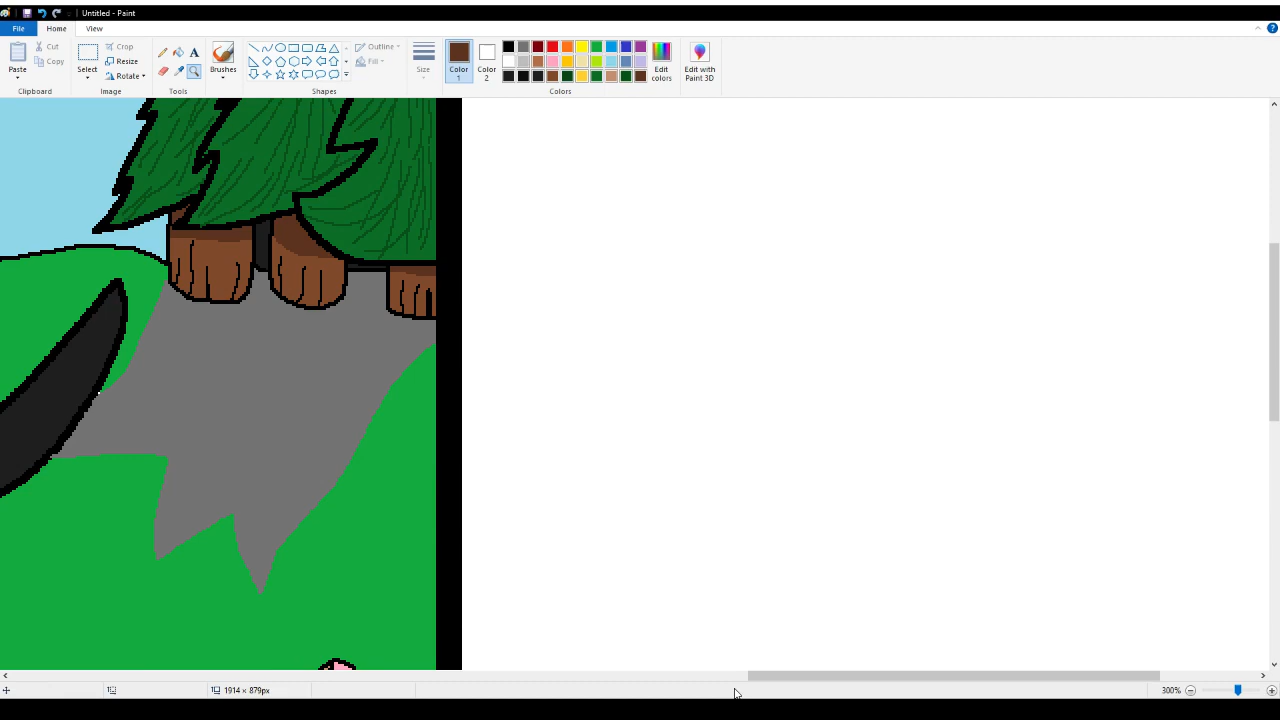 Untitled - Paint
File Home View
Paste
Cut
Copy
Clipboard
Select
Crop
Resize
Rotate
Image
A
Tools
Brushes
Outline
Fill
Shapes
Size
Color 1
Color 2
Edit colors
Colors
Edit with Paint 3D
1914 × 879px
300%